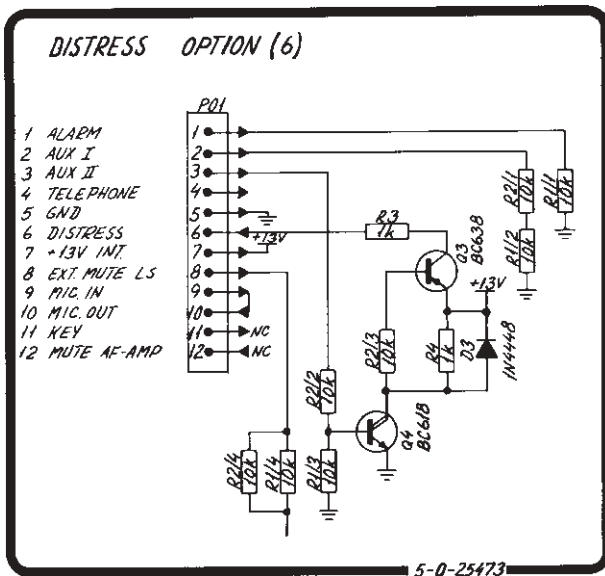 DISTRESS OPTION (6)
P01
1 ALARM
2 AUX I
3 AUX II
4 TELEPHONE
5 GND
6 DISTRESS
7 +13V INT.
8 EXT. MUTE LS
9 MIC. IN
10 MIC. OUT
11 KEY
12 MUTE AF-AMP
1
2
3
4
5
6
7
8
9
10
11
12
+13V
NC
NC
R3
1k
Q3
BC638
R2/1
10k
R1/1
10k
R1/2
10k
+13V
R2/3
10k
R4
1k
D3
1N4448
R2/2
10k
Q4
BC618
R2/4
10k
R1/4
10k
R1/3
10k
5-0-25473